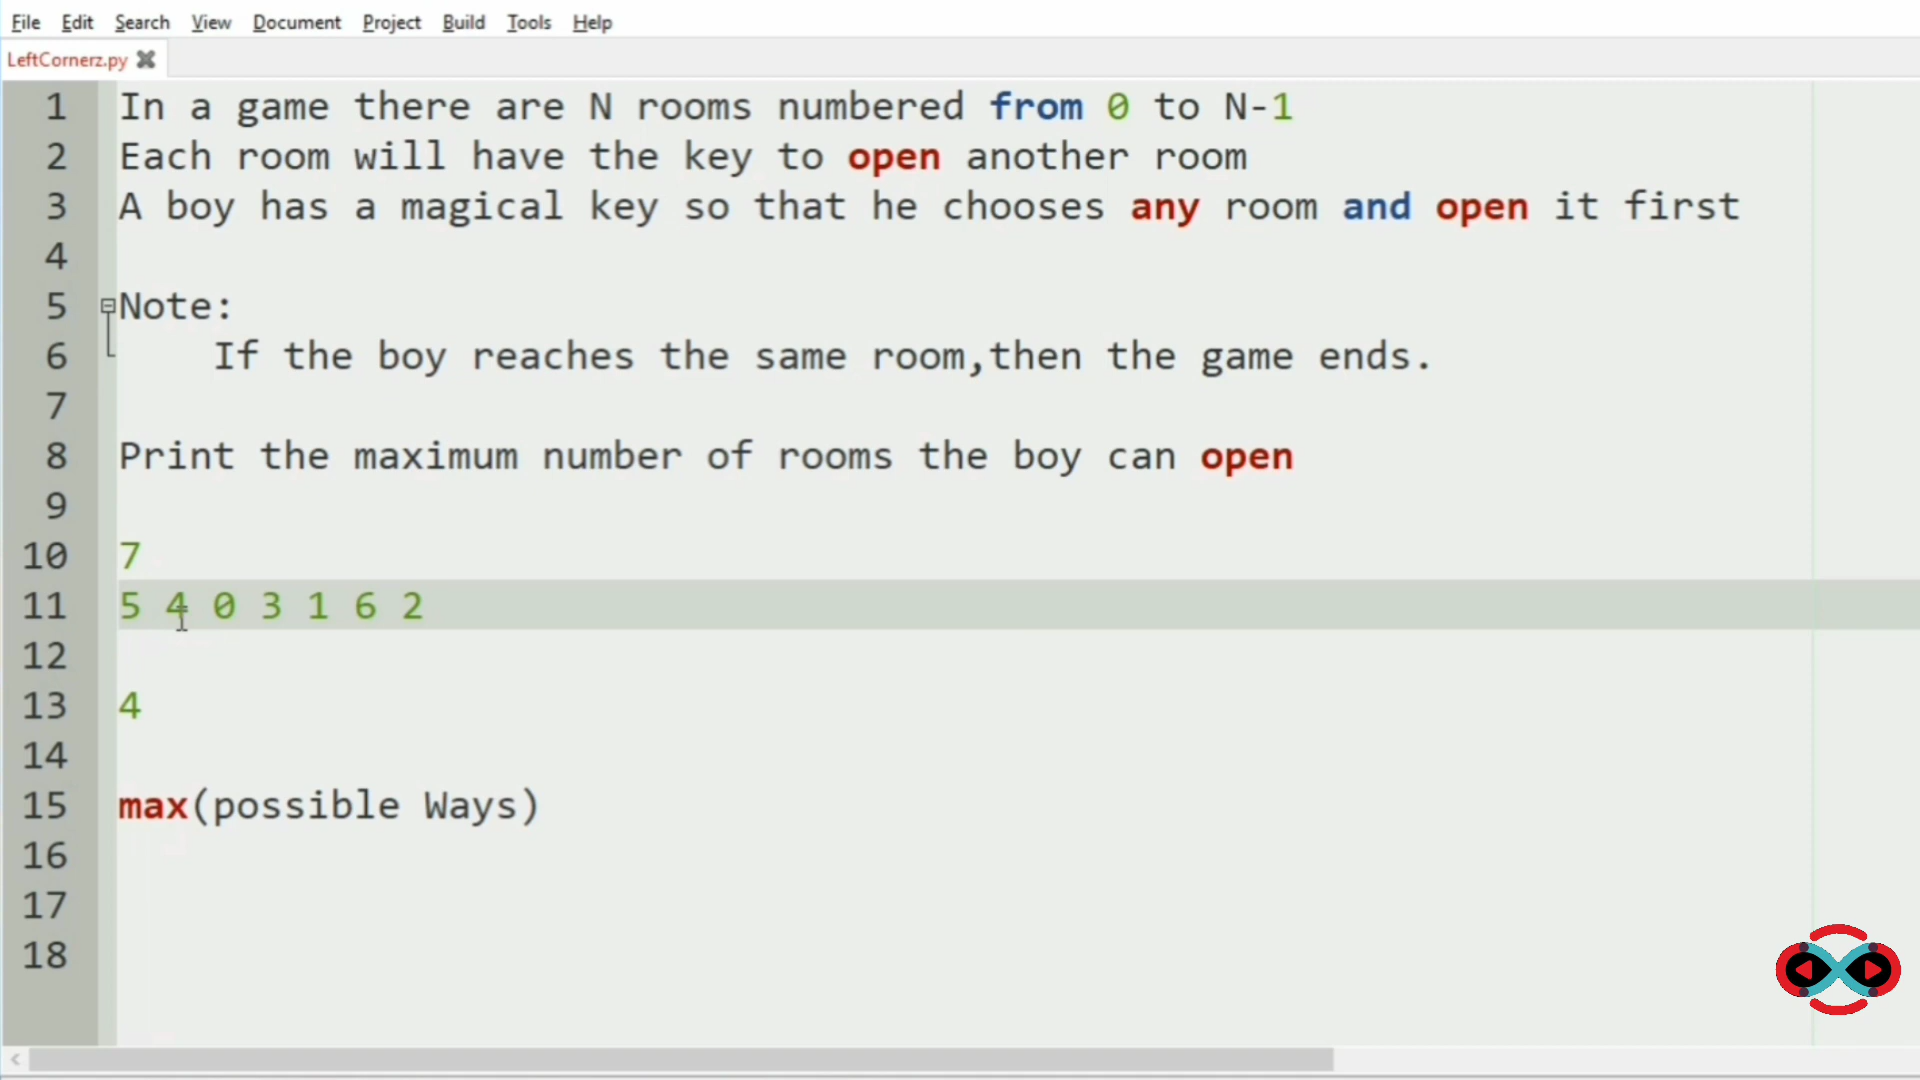 File Edit Search View Document Project Build Tools Help
LeftCornerz.py
1 In a game there are N rooms numbered from 0 to N-1
2 Each room will have the key to open another room
3 A boy has a magical key so that he chooses any room and open it first
4
5 Note:
6 If the boy reaches the same room,then the game ends.
7
8 Print the maximum number of rooms the boy can open
9
10 7
11 5 4 0 3 1 6 2
12
13 4
14
15 max(possible Ways)
16
17
18